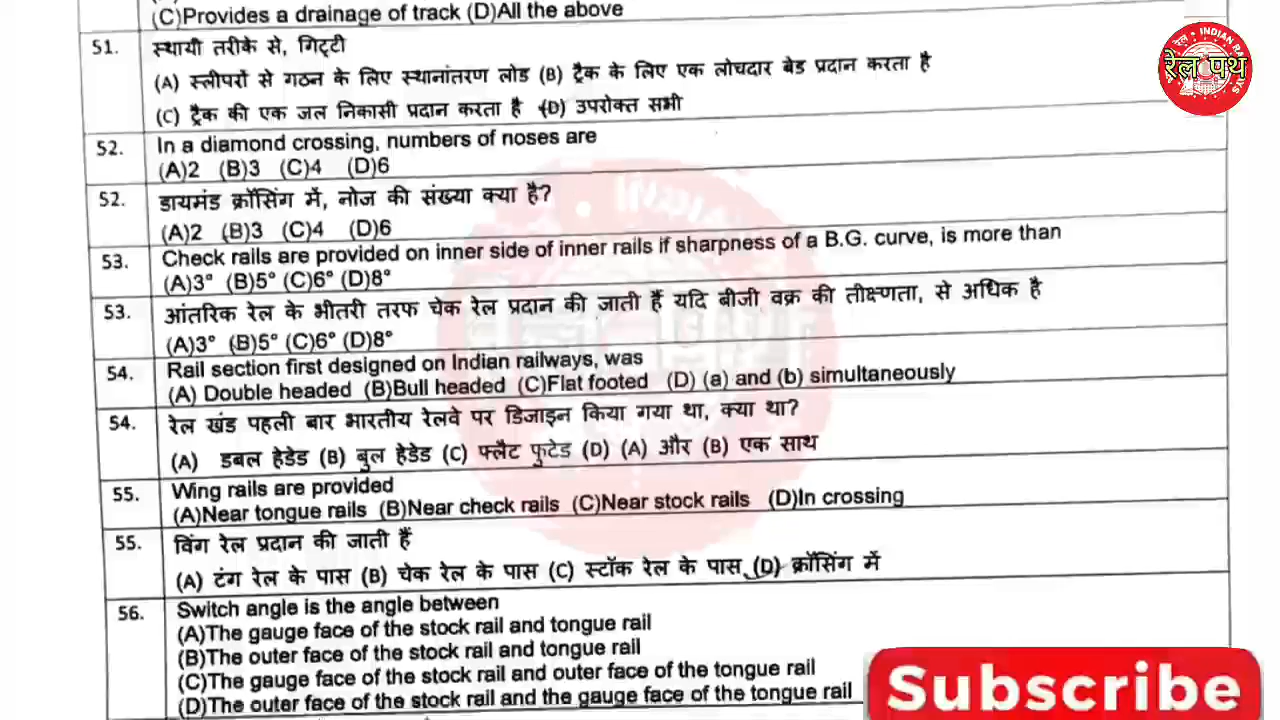 (C)Provides a drainage of track (D)All the above
51. स्थायी तरीके से, गिट्टी
(A) स्लीपरों से गठन के लिए स्थानांतरण लोड (B) ट्रैक के लिए एक लोचदार बेड प्रदान करता है
(C) ट्रैक की एक जल निकासी प्रदान करता है (D) उपरोक्त सभी
52. In a diamond crossing, numbers of noses are
(A)2 (B)3 (C)4 (D)6
52. डायमंड क्रॉसिंग में, नोज की संख्या क्या है?
(A)2 (B)3 (C)4 (D)6
53. Check rails are provided on inner side of inner rails if sharpness of a B.G. curve, is more than
(A)3° (B)5° (C)6° (D)8°
53. आंतरिक रेल के भीतरी तरफ चेक रेल प्रदान की जाती हैं यदि बीजी वक्र की तीक्ष्णता, से अधिक है
(A)3° (B)5° (C)6° (D)8°
54. Rail section first designed on Indian railways, was
(A) Double headed (B)Bull headed (C)Flat footed (D) (a) and (b) simultaneously
54. रेल खंड पहली बार भारतीय रेलवे पर डिजाइन किया गया था, क्या था?
(A) डबल हेडेड (B) बुल हेडेड (C) फ्लैट फुटेड (D) (A) और (B) एक साथ
55. Wing rails are provided
(A)Near tongue rails (B)Near check rails (C)Near stock rails (D)In crossing
55. विंग रेल प्रदान की जाती हैं
(A) टंग रेल के पास (B) चेक रेल के पास (C) स्टॉक रेल के पास (D) क्रॉसिंग में
56. Switch angle is the angle between
(A)The gauge face of the stock rail and tongue rail
(B)The outer face of the stock rail and tongue rail
(C)The gauge face of the stock rail and outer face of the tongue rail
(D)The outer face of the stock rail and the gauge face of the tongue rail
रेल पथ
Subscribe